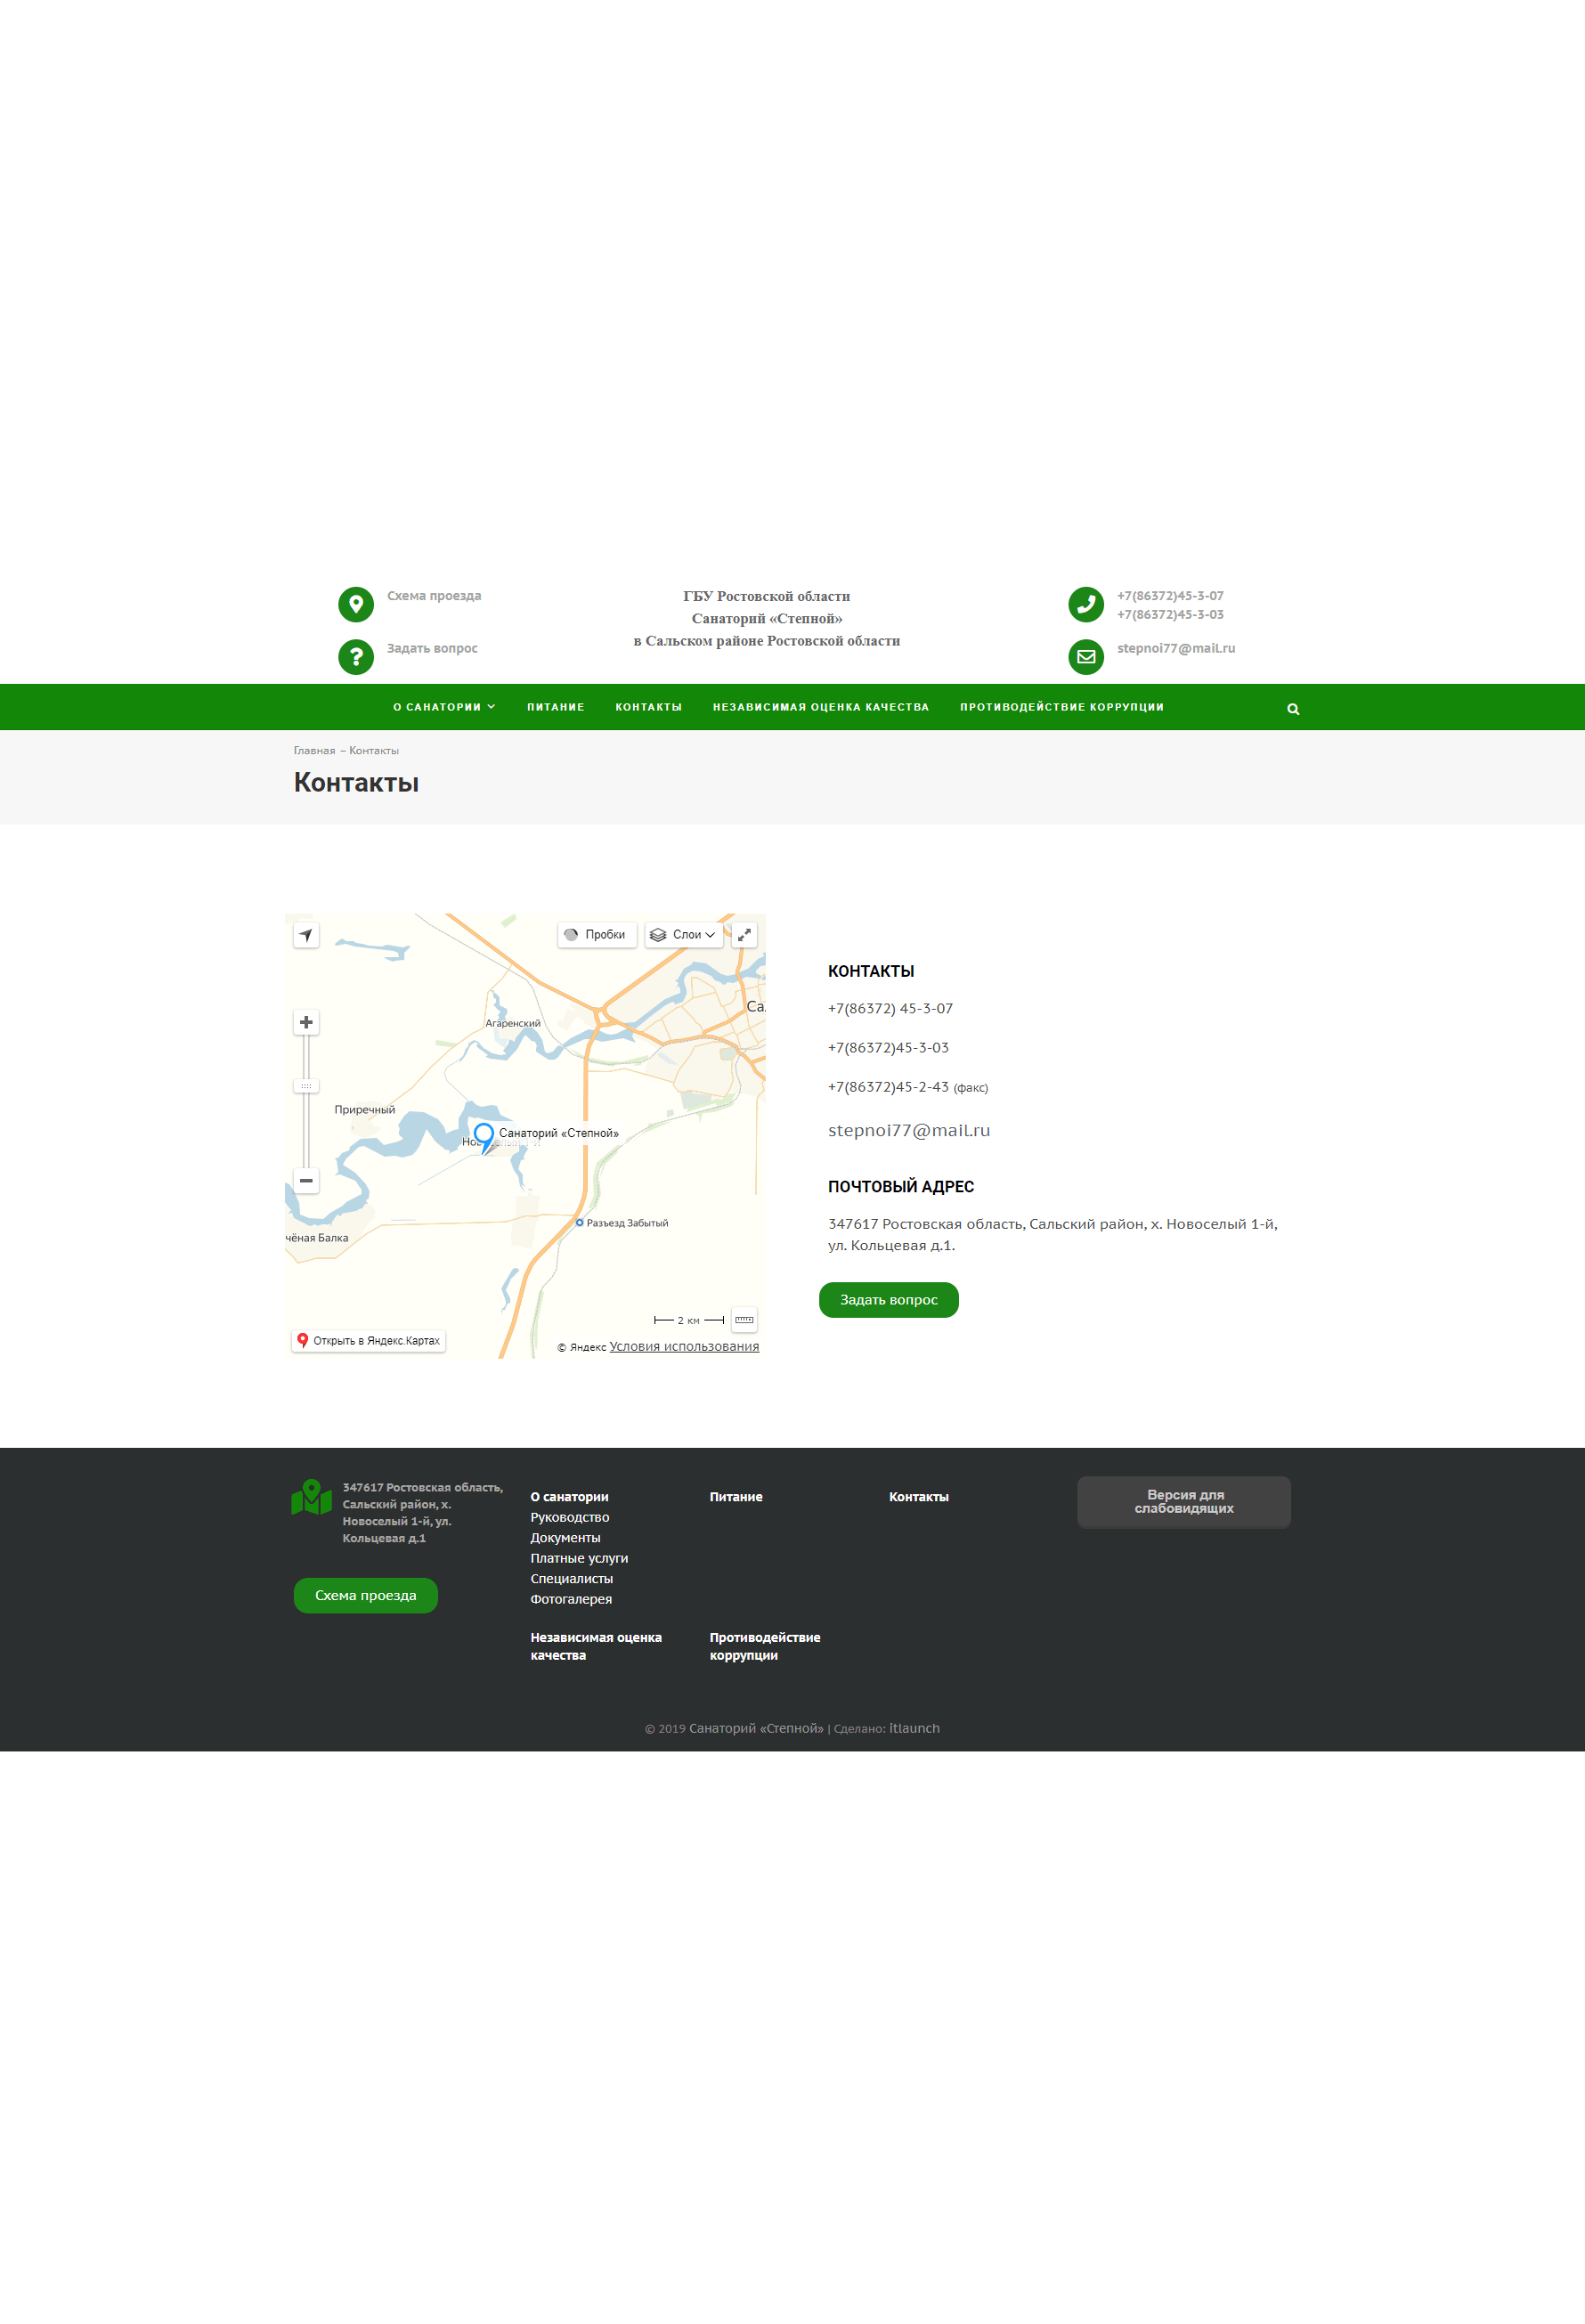 Схема проезда
Задать вопрос
ГБУ Ростовской области
Санаторий «Степной»
в Сальском районе Ростовской области
+7(86372)45-3-07
+7(86372)45-3-03
stepnoi77@mail.ru
О САНАТОРИИ
ПИТАНИЕ
КОНТАКТЫ
НЕЗАВИСИМАЯ ОЦЕНКА КАЧЕСТВА
ПРОТИВОДЕЙСТВИЕ КОРРУПЦИИ
Главная – Контакты
Контакты
Пробки
Слои
Са
Агаренский
Приречный
Санаторий «Степной»
Разъезд Забытый
чёная Балка
2 км
Открыть в Яндекс.Картах
© Яндекс Условия использования
КОНТАКТЫ
+7(86372) 45-3-07
+7(86372)45-3-03
+7(86372)45-2-43 (факс)
stepnoi77@mail.ru
ПОЧТОВЫЙ АДРЕС
347617 Ростовская область, Сальский район, х. Новоселый 1-й,
ул. Кольцевая д.1.
Задать вопрос
347617 Ростовская область,
Сальский район, х.
Новоселый 1-й, ул.
Кольцевая д.1
Схема проезда
О санатории
Руководство
Документы
Платные услуги
Специалисты
Фотогалерея
Питание
Контакты
Независимая оценка
качества
Противодействие
коррупции
Версия для
слабовидящих
© 2019 Санаторий «Степной» | Сделано: itlaunch